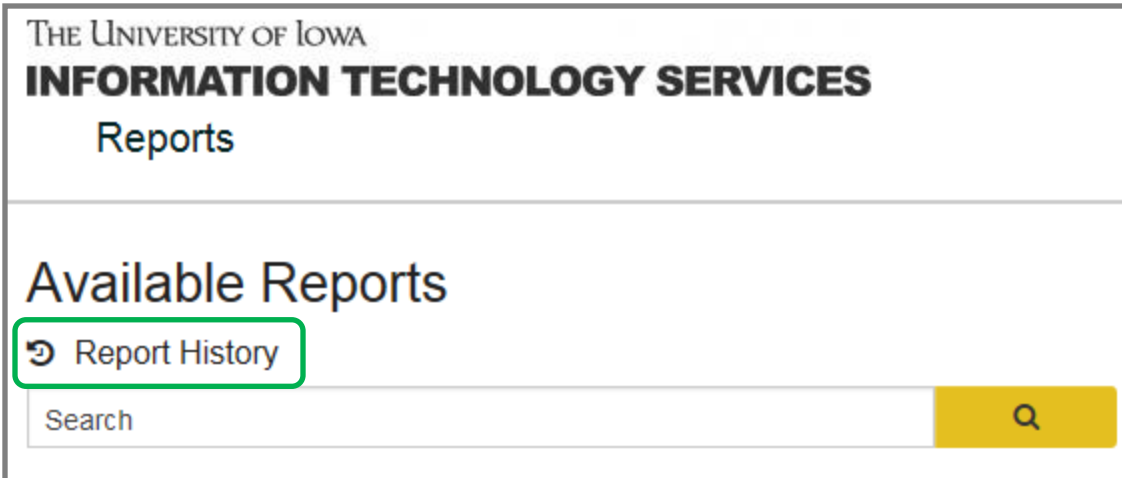 THE UNIVERSITY OF IOWA
INFORMATION TECHNOLOGY SERVICES
Reports
Available Reports
Report History
Search